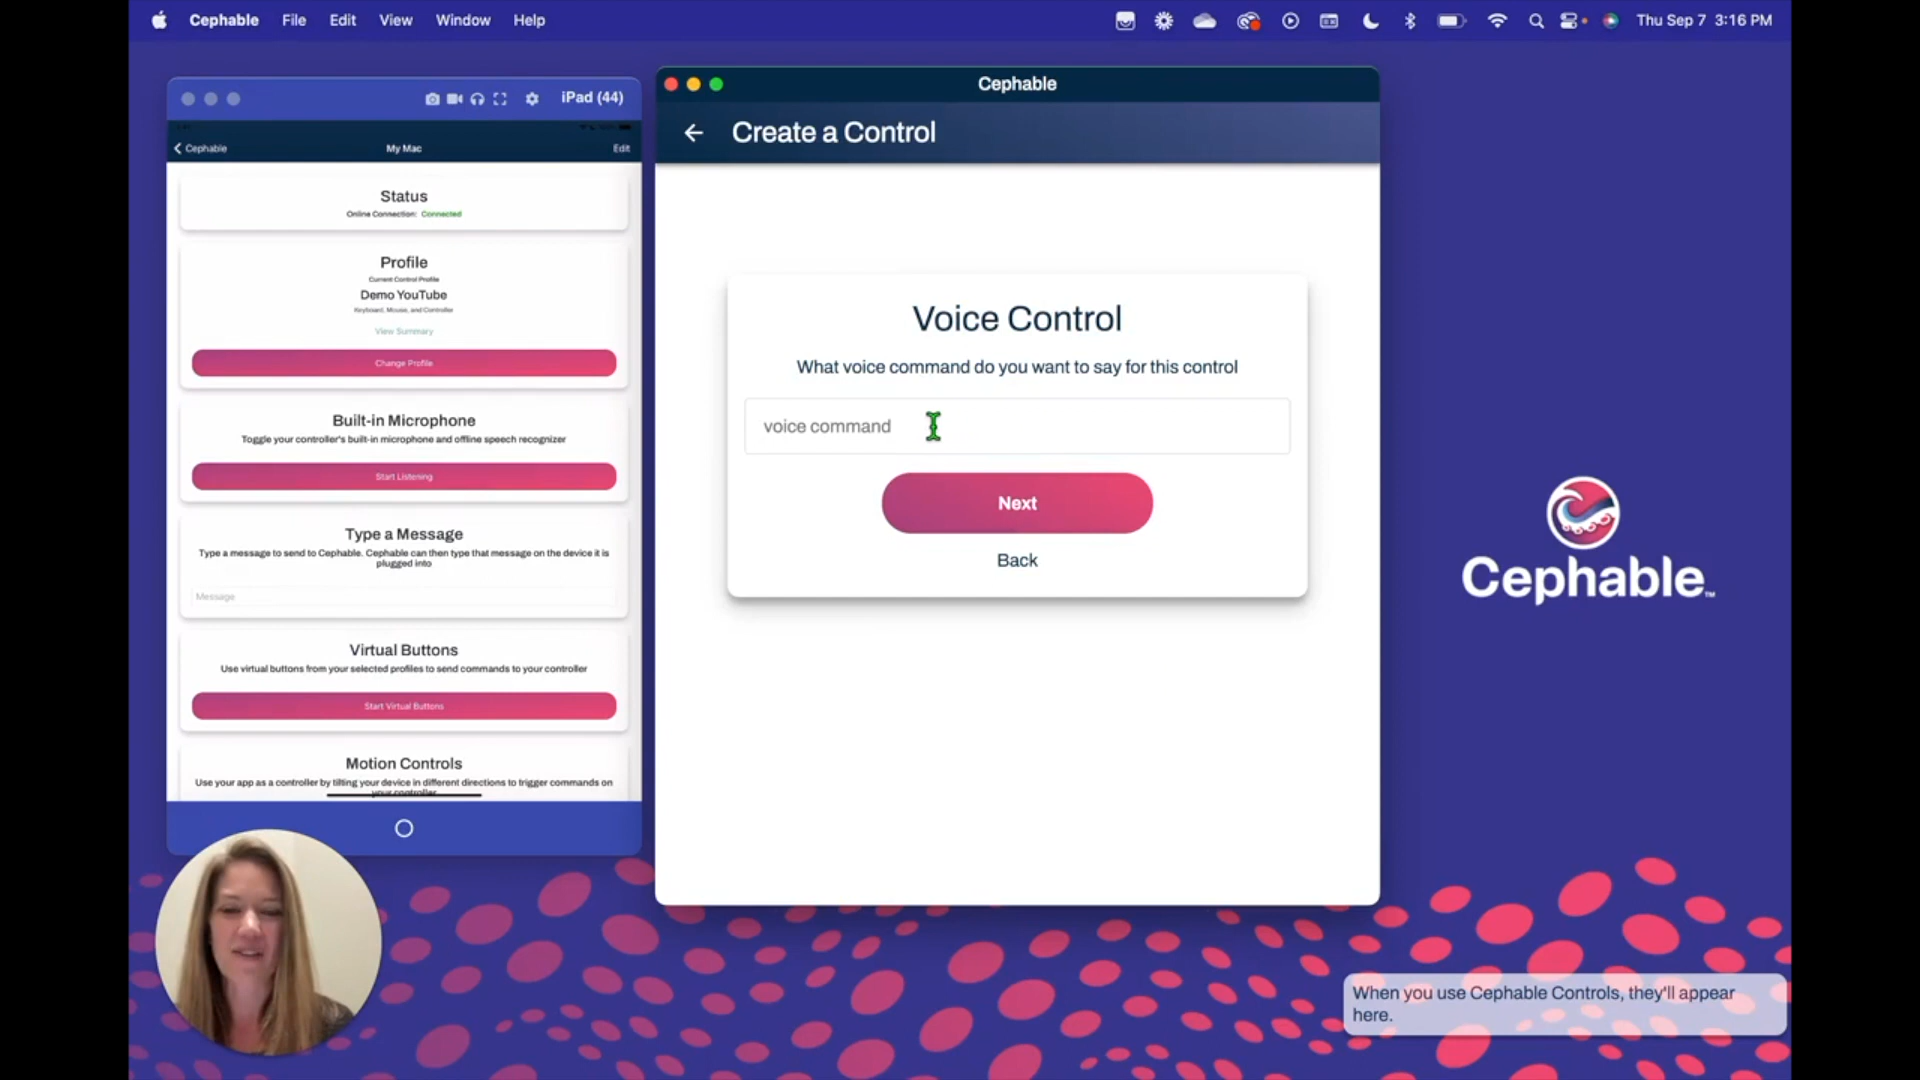 Cephable File Edit View Window Help
Thu Sep 7 3:16 PM
iPad (44)
Cephable
My Mac
Edit
Status
Online Connection: Connected
Profile
Current Control Profile
Demo YouTube
Keyboard, Mouse, and Controller
View Summary
Change Profile
Built-in Microphone
Toggle your controller's built-in microphone and offline speech recognizer
Start Listening
Type a Message
Type a message to send to Cephable. Cephable can then type that message on the device it is
plugged into
Message
Virtual Buttons
Use virtual buttons from your selected profiles to send commands to your controller
Start Virtual Buttons
Motion Controls
Use your app as a controller by tilting your device in different directions to trigger commands on
your controller
Cephable
Create a Control
Voice Control
What voice command do you want to say for this control
voice command
Next
Back
Cephable™
When you use Cephable Controls, they'll appear
here.